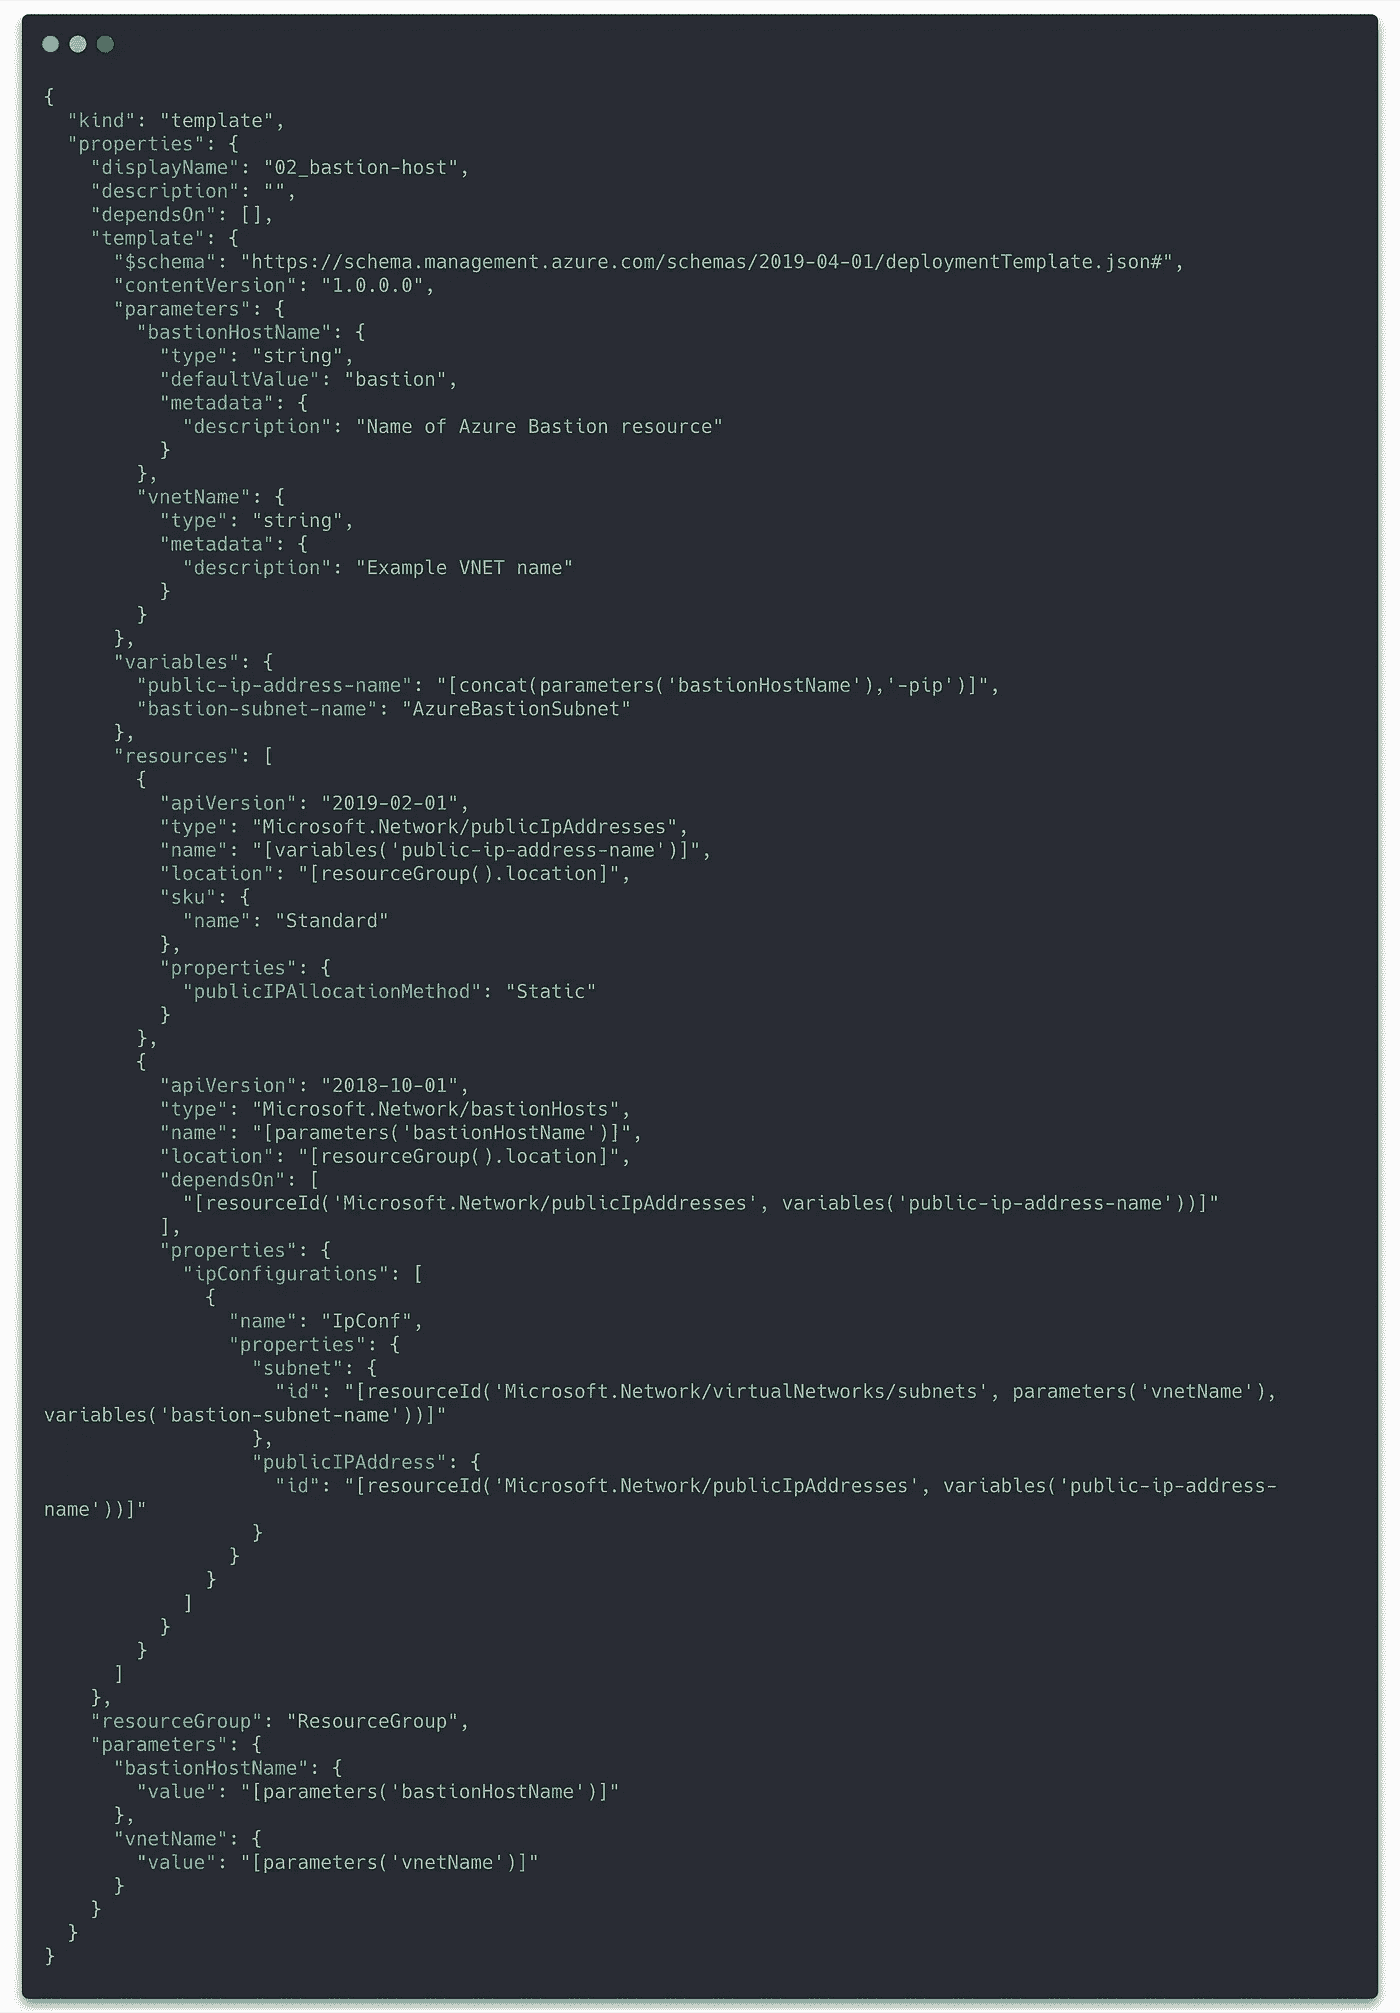 {
  "kind": "template",
  "properties": {
    "displayName": "02_bastion-host",
    "description": "",
    "dependsOn": [],
    "template": {
      "$schema": "https://schema.management.azure.com/schemas/2019-04-01/deploymentTemplate.json#",
      "contentVersion": "1.0.0.0",
      "parameters": {
        "bastionHostName": {
          "type": "string",
          "defaultValue": "bastion",
          "metadata": {
            "description": "Name of Azure Bastion resource"
          }
        },
        "vnetName": {
          "type": "string",
          "metadata": {
            "description": "Example VNET name"
          }
        }
      },
      "variables": {
        "public-ip-address-name": "[concat(parameters('bastionHostName'),'-pip')]",
        "bastion-subnet-name": "AzureBastionSubnet"
      },
      "resources": [
        {
          "apiVersion": "2019-02-01",
          "type": "Microsoft.Network/publicIpAddresses",
          "name": "[variables('public-ip-address-name')]",
          "location": "[resourceGroup().location]",
          "sku": {
            "name": "Standard"
          },
          "properties": {
            "publicIPAllocationMethod": "Static"
          }
        },
        {
          "apiVersion": "2018-10-01",
          "type": "Microsoft.Network/bastionHosts",
          "name": "[parameters('bastionHostName')]",
          "location": "[resourceGroup().location]",
          "dependsOn": [
            "[resourceId('Microsoft.Network/publicIpAddresses', variables('public-ip-address-name'))]"
          ],
          "properties": {
            "ipConfigurations": [
              {
                "name": "IpConf",
                "properties": {
                  "subnet": {
                    "id": "[resourceId('Microsoft.Network/virtualNetworks/subnets', parameters('vnetName'),
variables('bastion-subnet-name'))]"
                  },
                  "publicIPAddress": {
                    "id": "[resourceId('Microsoft.Network/publicIpAddresses', variables('public-ip-address-
name'))]"
                  }
                }
              }
            ]
          }
        }
      ]
    },
    "resourceGroup": "ResourceGroup",
    "parameters": {
      "bastionHostName": {
        "value": "[parameters('bastionHostName')]"
      },
      "vnetName": {
        "value": "[parameters('vnetName')]"
      }
    }
  }
}